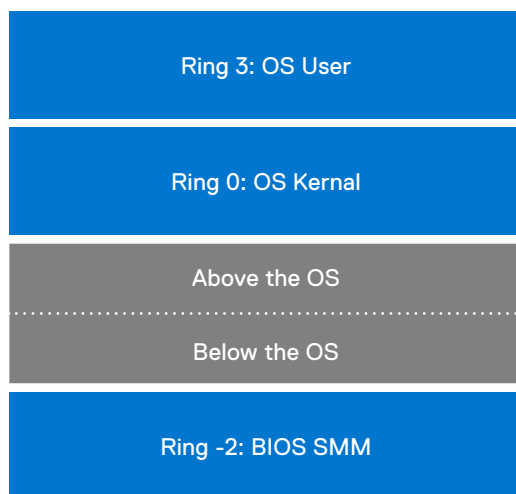 Ring 3: OS User
Ring 0: OS Kernal
Above the OS
Below the OS
Ring -2: BIOS SMM